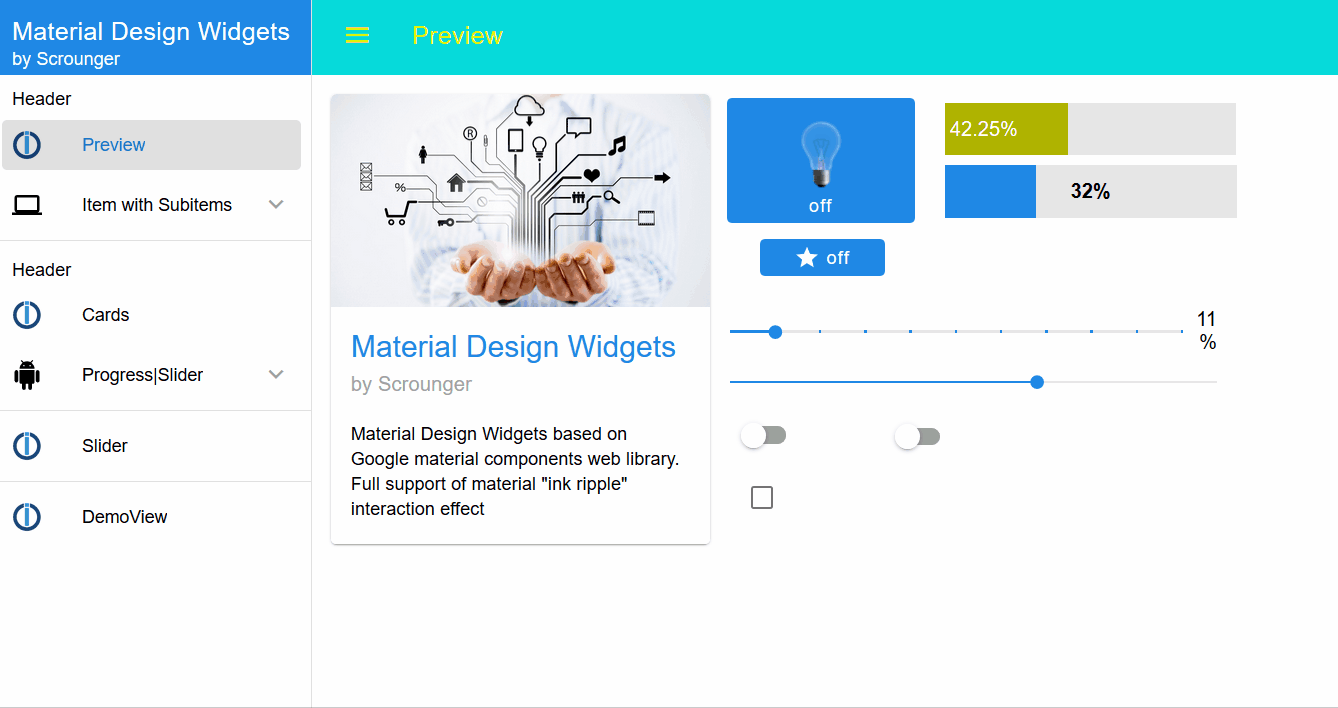 Material Design Widgets
by Scrounger
Header
Preview
Item with Subitems
Header
Cards
Progress|Slider
Slider
DemoView
Preview
®
%
Material Design Widgets
by Scrounger
Material Design Widgets based on
Google material components web library.
Full support of material "ink ripple"
interaction effect
off
off
42.25%
32%
11
%